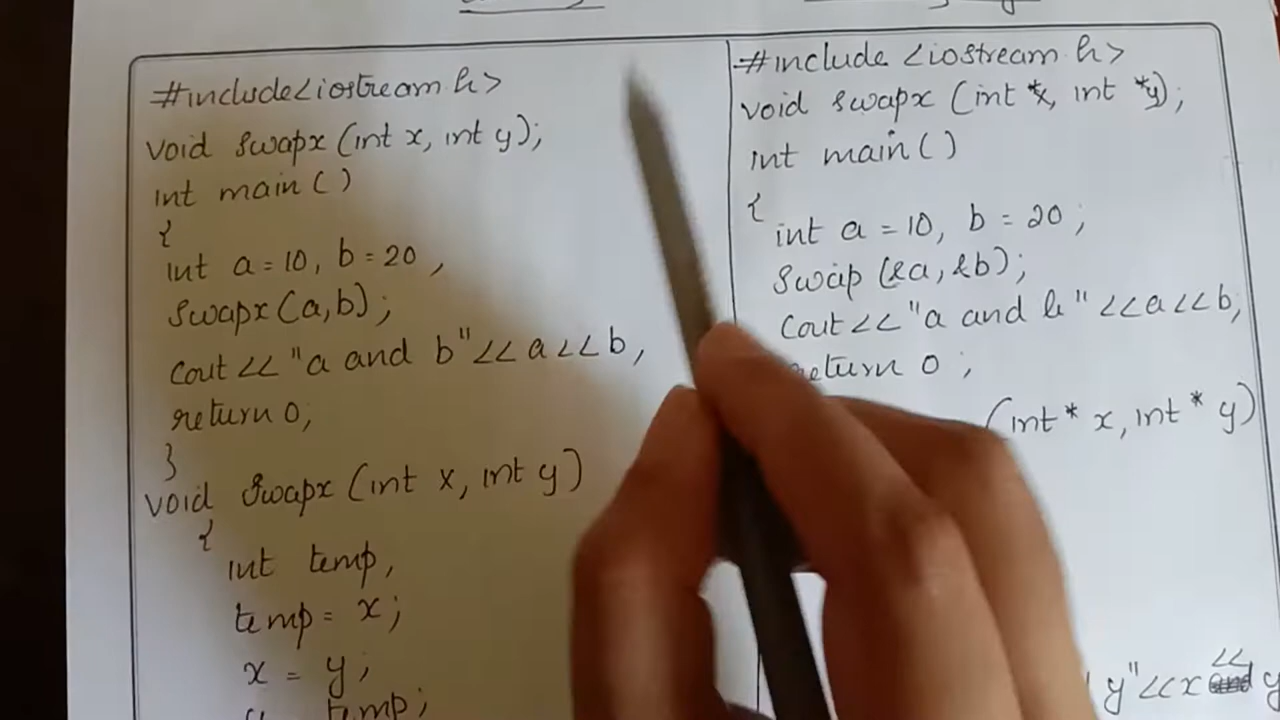 #include<iostream.h>
void swapx (int x, int y);
int main ( )
{
int a = 10, b = 20 ,
swapx (a, b);
cout << "a and b" << a << b,
return 0,
}
void swapx (int x, int y)
{
int temp,
temp = x ;
x = y ;
temp;
#include <iostream.h>
void swapx (int *x, int *y);
int main ( )
{
int a = 10, b = 20 ;
swap (&a, &b);
cout << "a and b" << a << b,
return 0 ,
(int * x, int * y)
y" << x << y